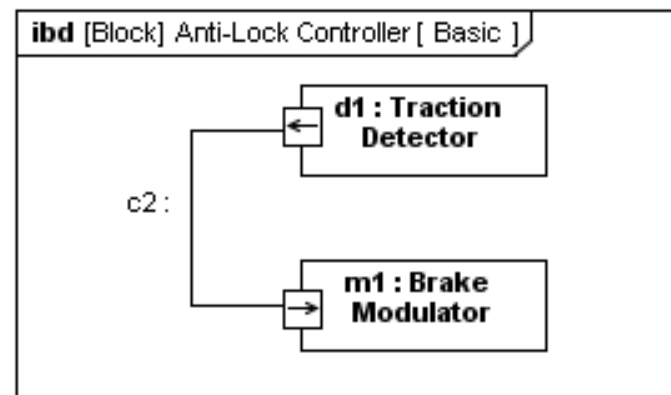 ibd [Block] Anti-Lock Controller [ Basic ]
d1 : Traction
Detector
c2 :
m1 : Brake
Modulator